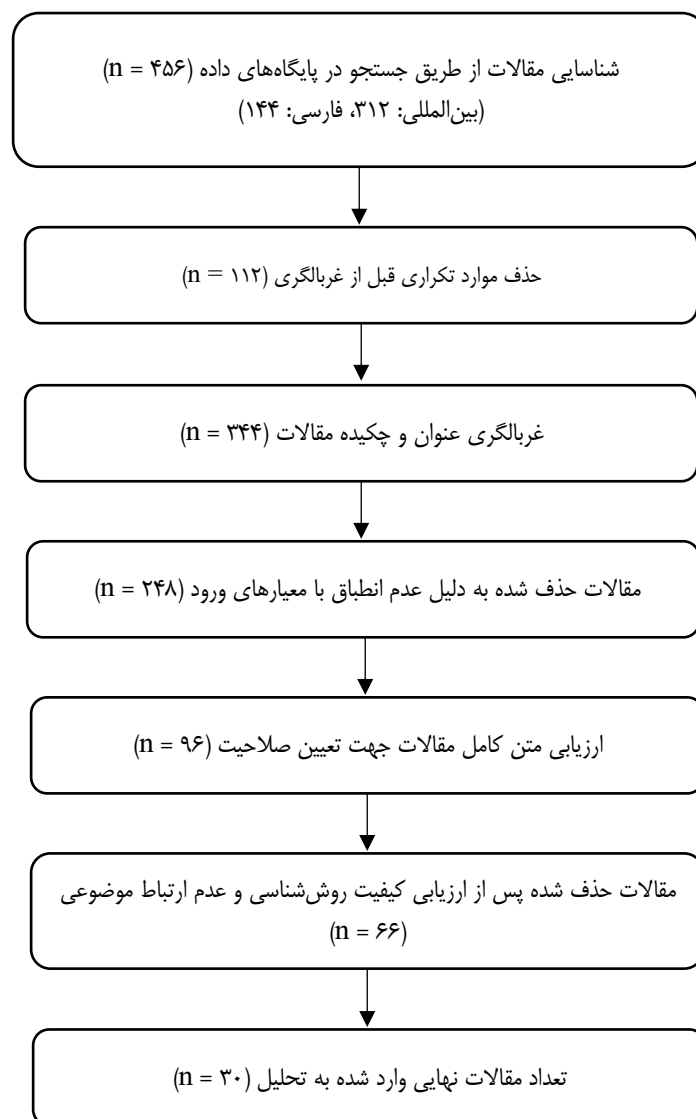 شناسایی مقالات از طریق جستجو در پایگاه‌های داده (n = ۴۵۶)
(بین‌المللی: ۳۱۲، فارسی: ۱۴۴)
حذف موارد تکراری قبل از غربالگری (n = ۱۱۲)
غربالگری عنوان و چکیده مقالات (n = ۳۴۴)
مقالات حذف شده به دلیل عدم انطباق با معیارهای ورود (n = ۲۴۸)
ارزیابی متن کامل مقالات جهت تعیین صلاحیت (n = ۹۶)
مقالات حذف شده پس از ارزیابی کیفیت روش‌شناسی و عدم ارتباط موضوعی
(n = ۶۶)
تعداد مقالات نهایی وارد شده به تحلیل (n = ۳۰)